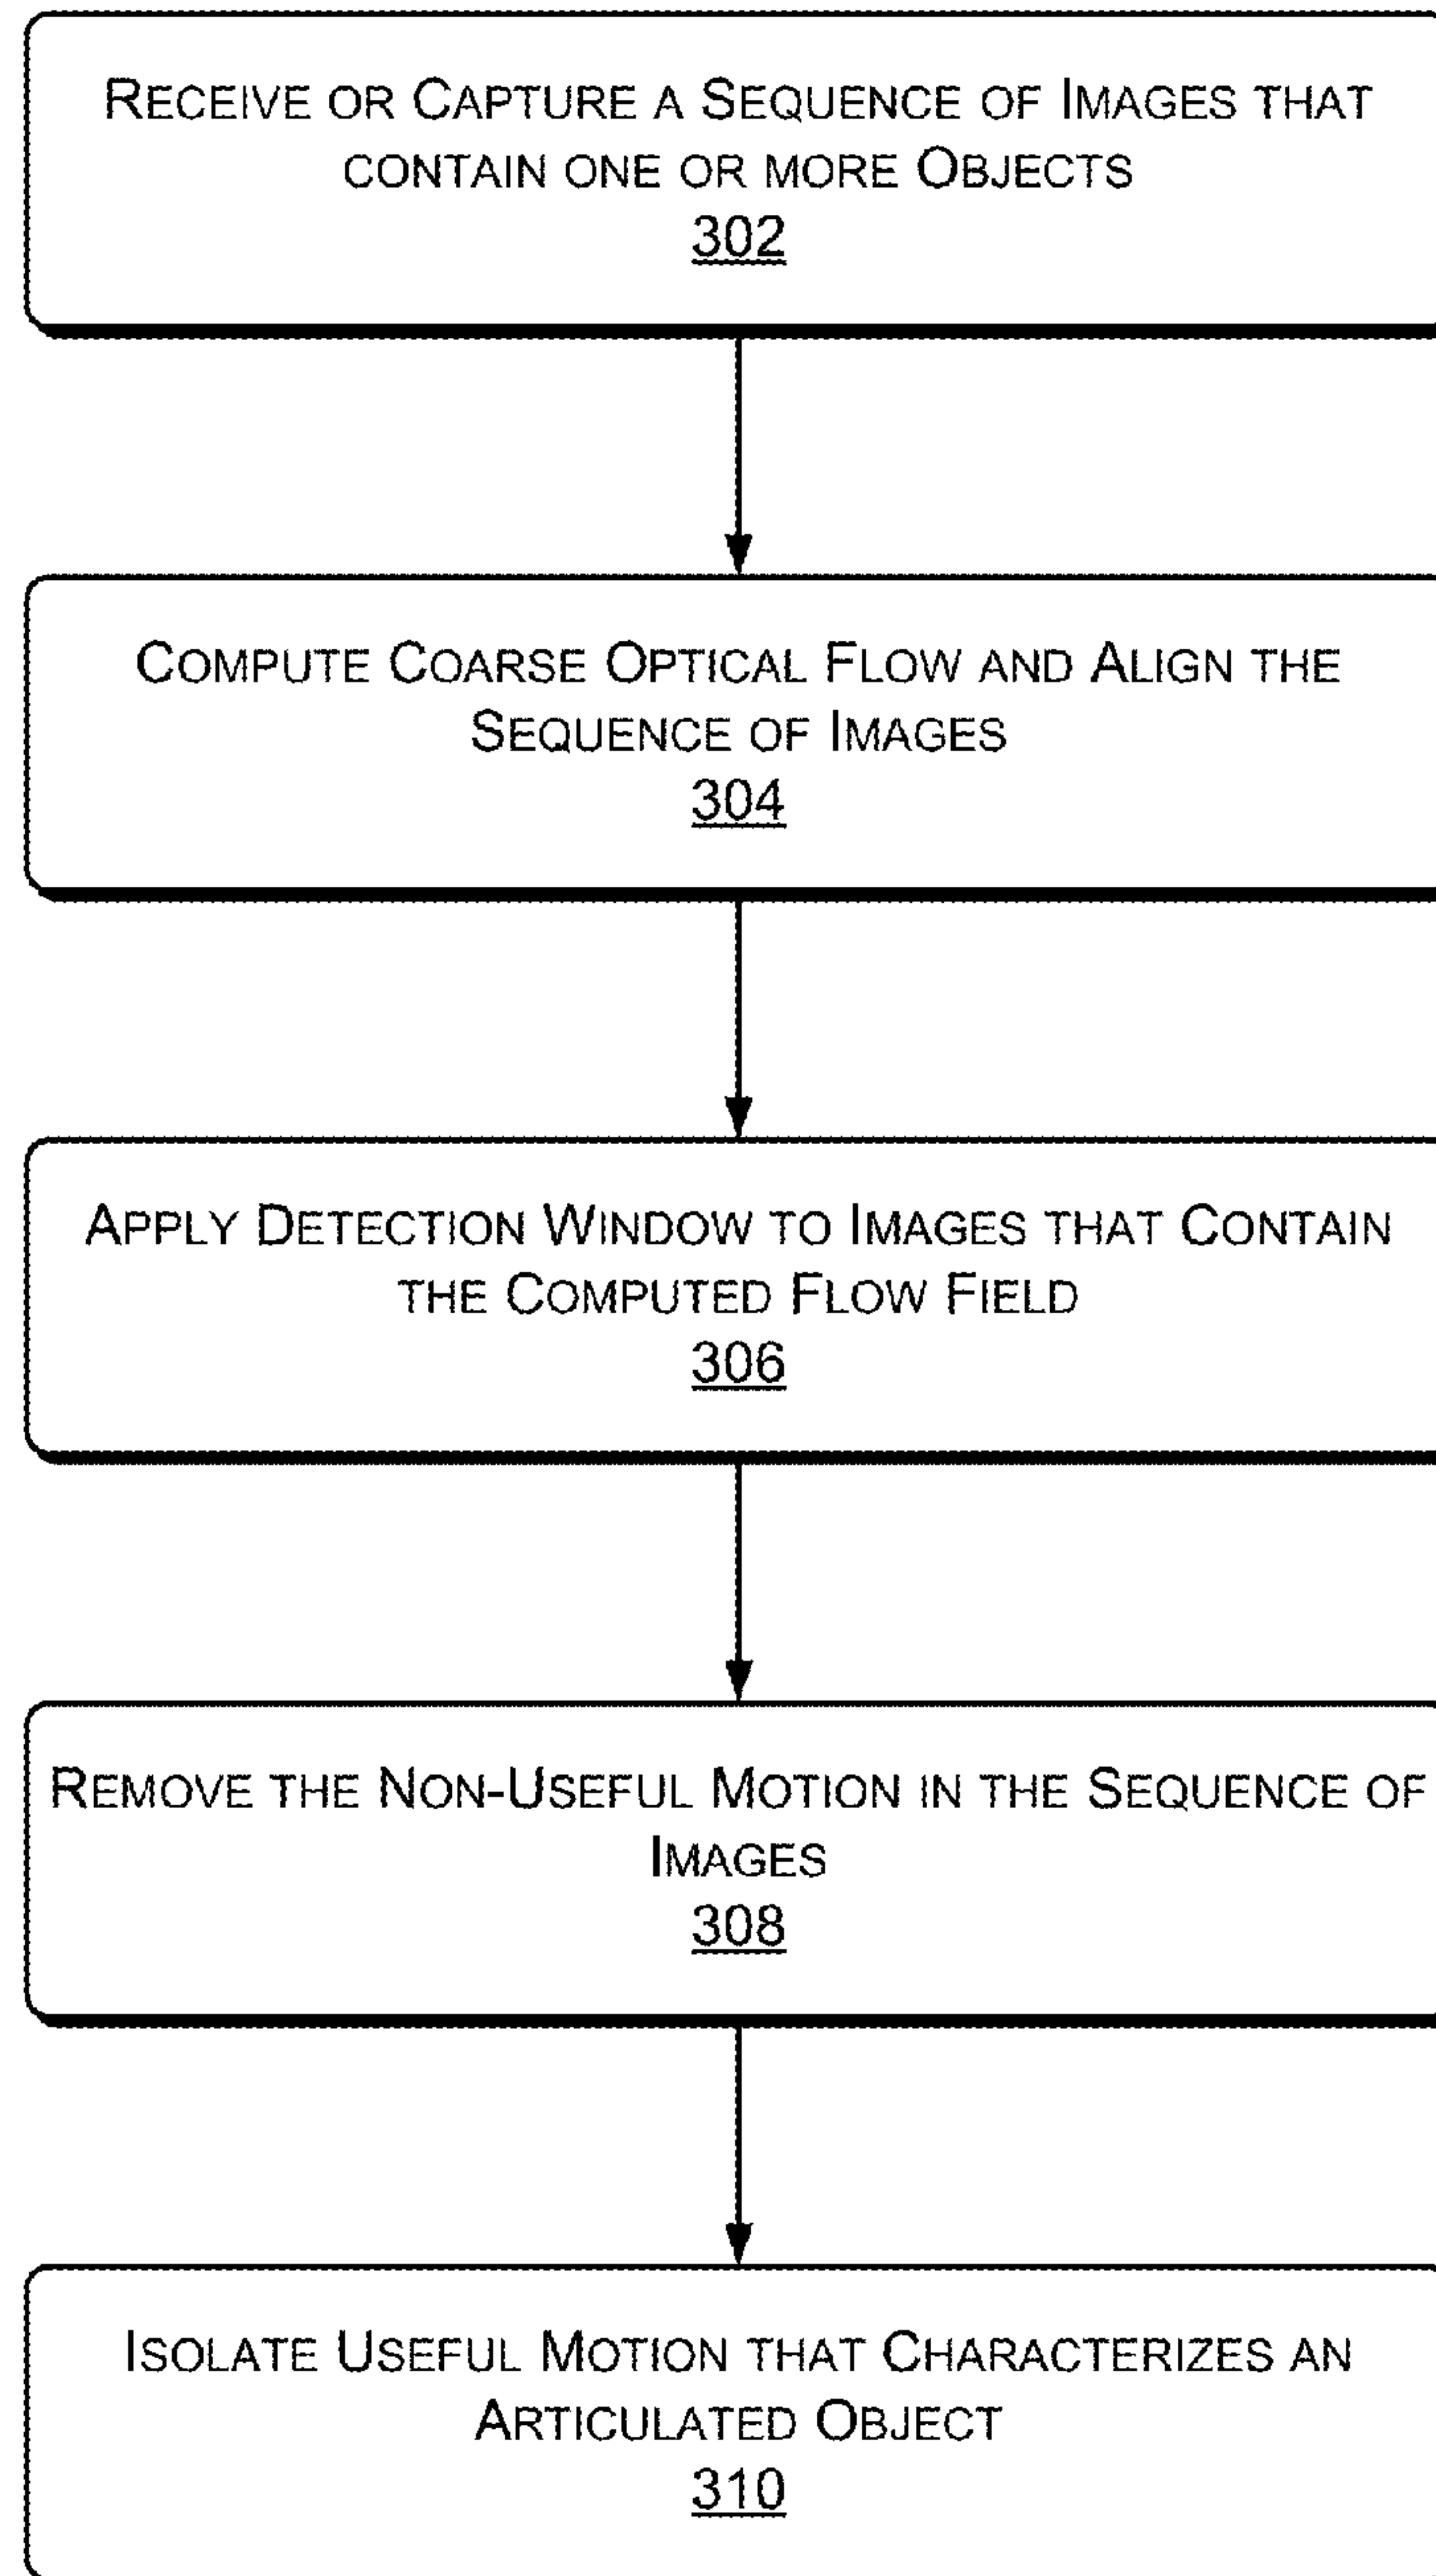 RECEIVE OR CAPTURE A SEQUENCE OF IMAGES THAT
CONTAIN ONE OR MORE OBJECTS
302
COMPUTE COARSE OPTICAL FLOW AND ALIGN THE
SEQUENCE OF IMAGES
304
APPLY DETECTION WINDOW TO IMAGES THAT CONTAIN
THE COMPUTED FLOW FIELD
306
REMOVE THE NON-USEFUL MOTION IN THE SEQUENCE OF
IMAGES
308
ISOLATE USEFUL MOTION THAT CHARACTERIZES AN
ARTICULATED OBJECT
310